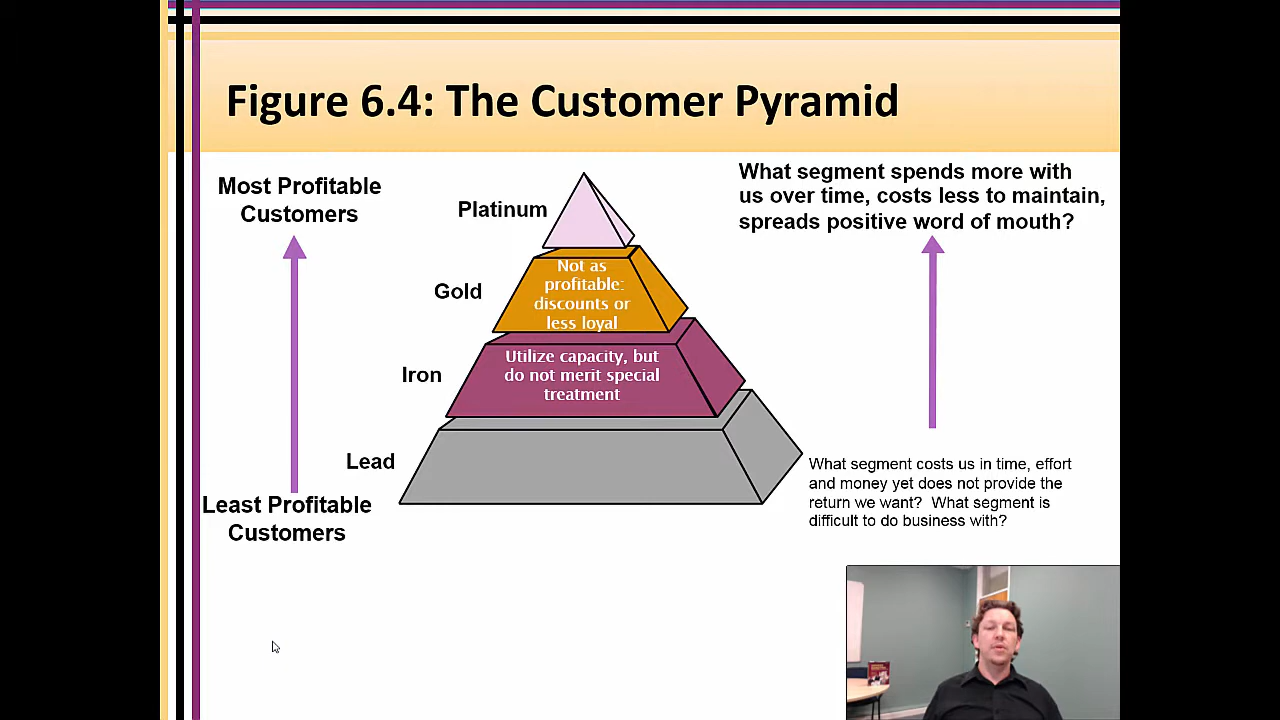 Figure 6.4: The Customer Pyramid
Most Profitable
Customers
Platinum
What segment spends more with
us over time, costs less to maintain,
spreads positive word of mouth?
Gold
Not as
profitable:
discounts or
less loyal
Iron
Utilize capacity, but
do not merit special
treatment
Lead
Least Profitable
Customers
What segment costs us in time, effort
and money yet does not provide the
return we want?  What segment is
difficult to do business with?